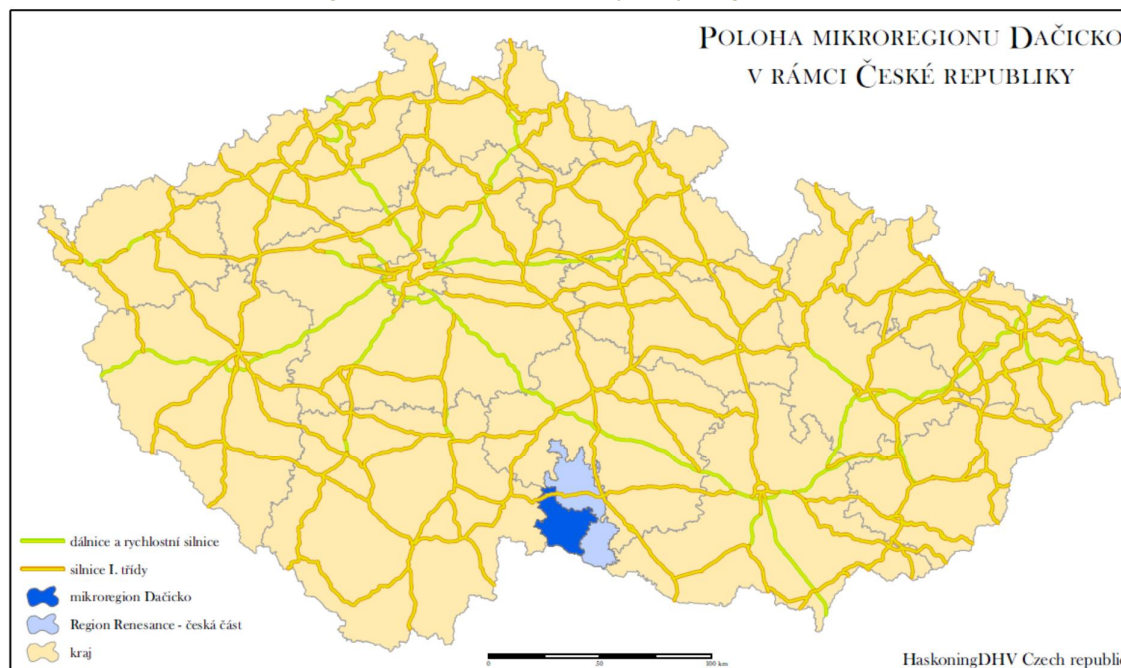 POLOHA MIKROREGIONU DAČICKO
V RÁMCI ČESKÉ REPUBLIKY
dálnice a rychlostní silnice
silnice I. třídy
mikroregion Dačicko
Region Renesance - česká část
kraj
0 50 100 km
HaskoningDHV Czech republic